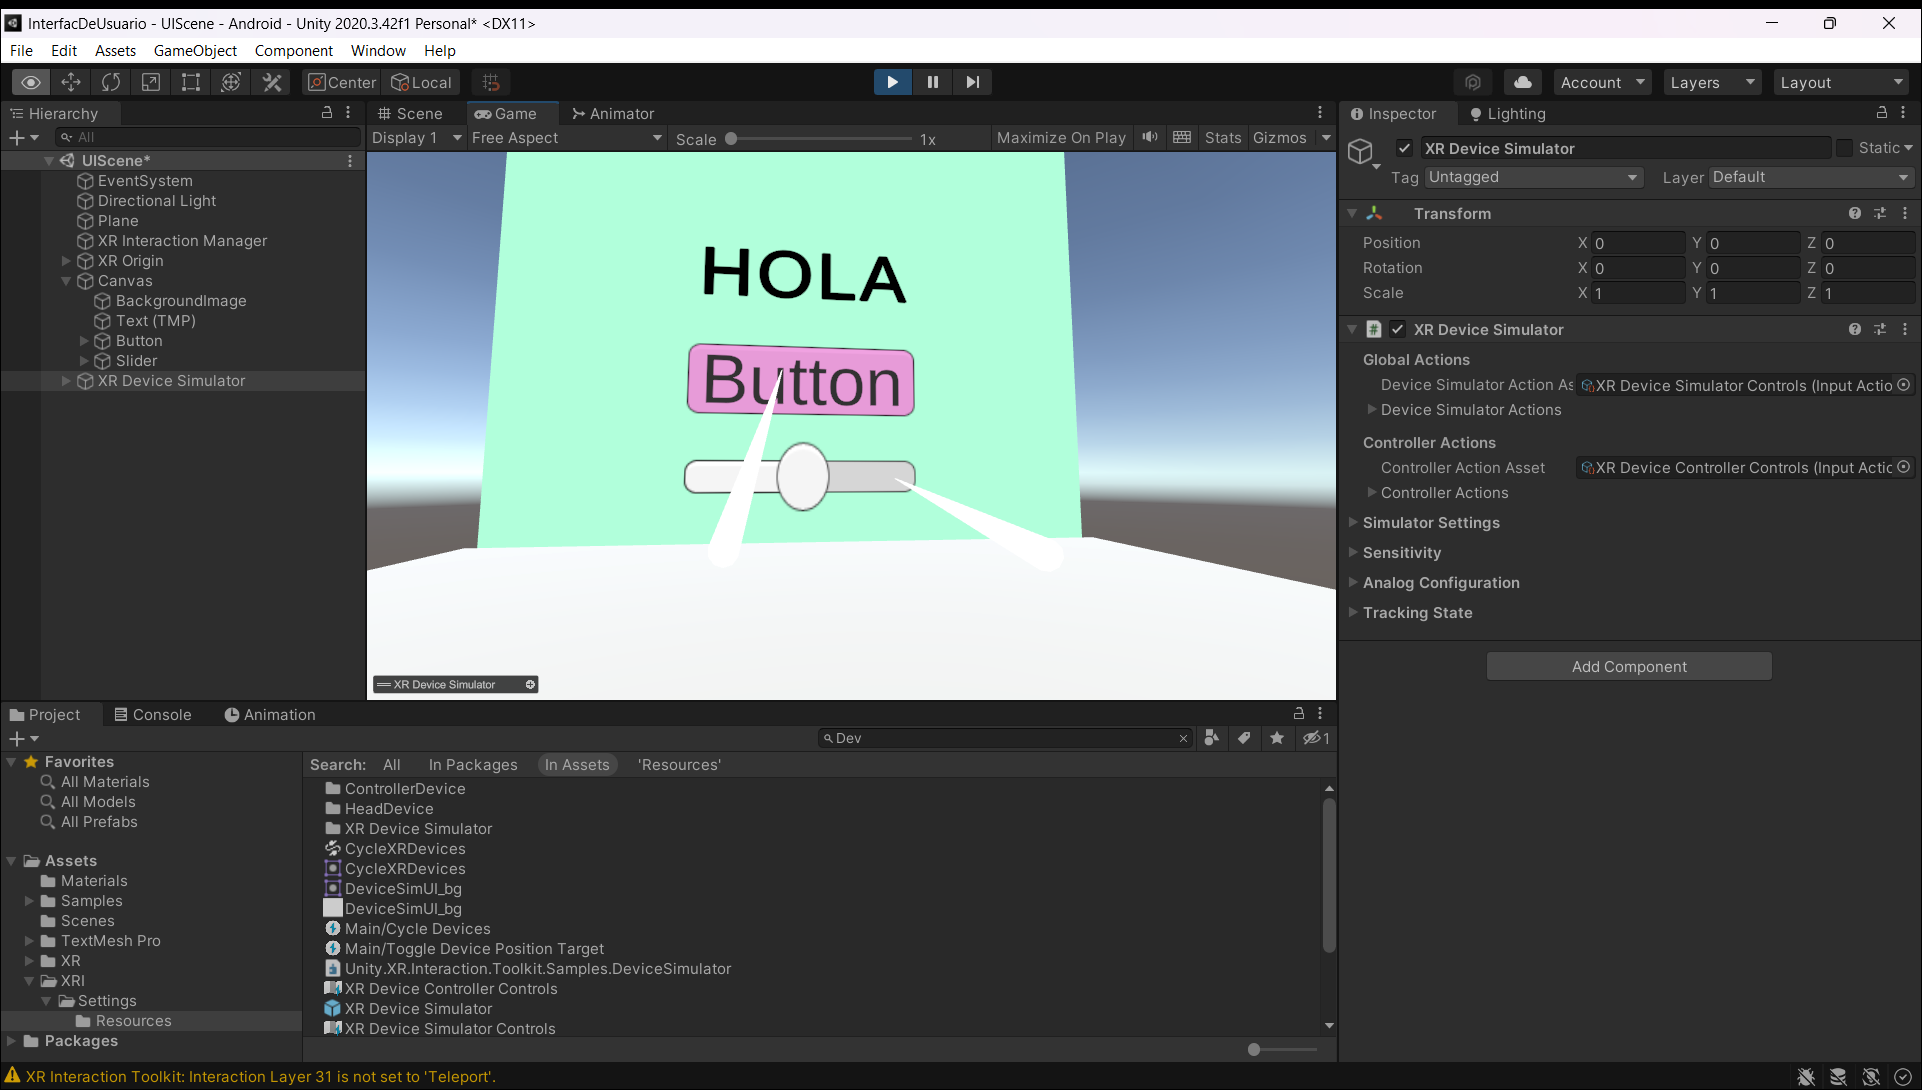 InterfacDeUsuario - UIScene - Android - Unity 2020.3.42f1 Personal* <DX11>
File Edit Assets GameObject Component Window Help
Center Local Account Layers Layout
Hierarchy
All
UIScene*
EventSystem
Directional Light
Plane
XR Interaction Manager
XR Origin
Canvas
BackgroundImage
Text (TMP)
Button
Slider
XR Device Simulator
Scene Game Animator
Display 1 Free Aspect Scale 1x Maximize On Play Stats Gizmos
HOLA
Button
XR Device Simulator
Inspector Lighting
XR Device Simulator Static
Tag Untagged Layer Default
Transform
Position X 0 Y 0 Z 0
Rotation X 0 Y 0 Z 0
Scale X 1 Y 1 Z 1
XR Device Simulator
Global Actions
Device Simulator Action As XR Device Simulator Controls (Input Actio
Device Simulator Actions
Controller Actions
Controller Action Asset XR Device Controller Controls (Input Actic
Controller Actions
Simulator Settings
Sensitivity
Analog Configuration
Tracking State
Add Component
Project Console Animation
Dev
1
Favorites
All Materials
All Models
All Prefabs
Assets
Materials
Samples
Scenes
TextMesh Pro
XR
XRI
Settings
Resources
Packages
Search: All In Packages In Assets 'Resources'
ControllerDevice
HeadDevice
XR Device Simulator
CycleXRDevices
CycleXRDevices
DeviceSimUI_bg
DeviceSimUI_bg
Main/Cycle Devices
Main/Toggle Device Position Target
Unity.XR.Interaction.Toolkit.Samples.DeviceSimulator
XR Device Controller Controls
XR Device Simulator
XR Device Simulator Controls
XR Interaction Toolkit: Interaction Layer 31 is not set to 'Teleport'.